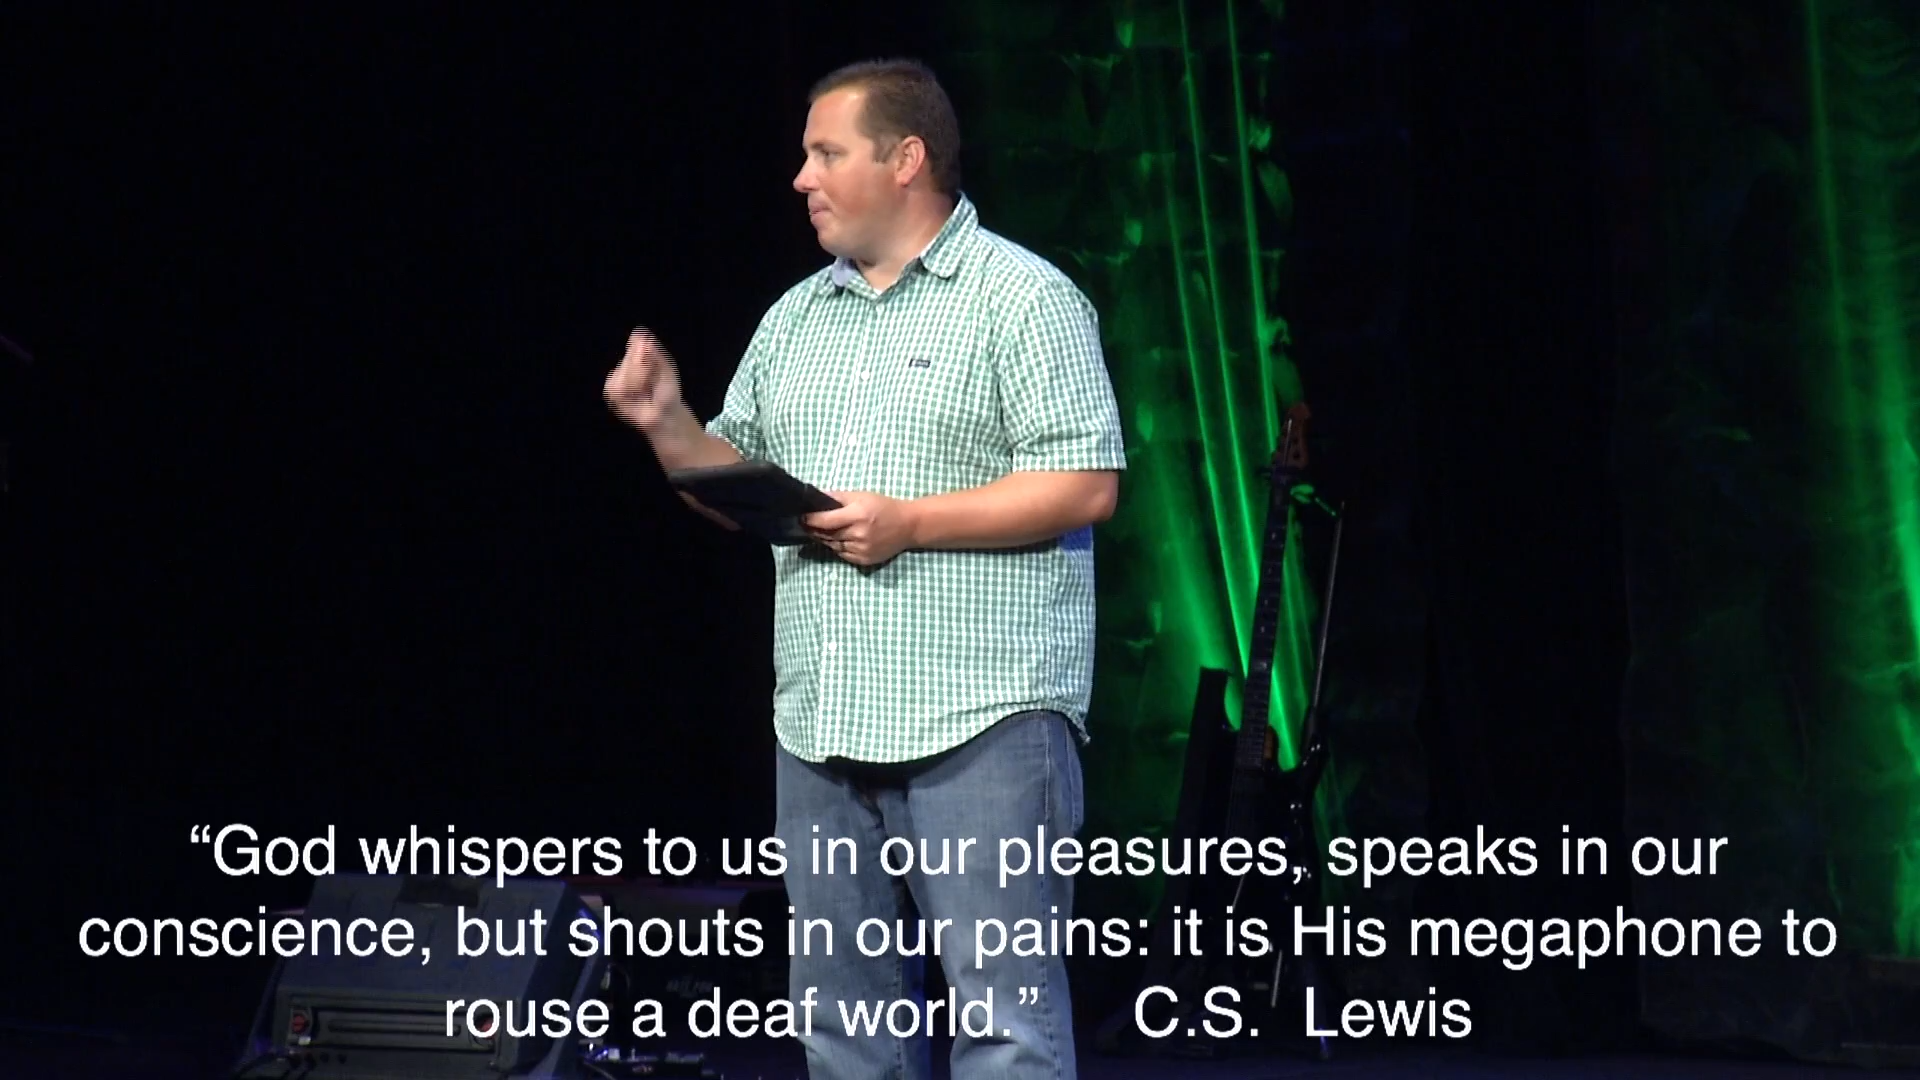 “God whispers to us in our pleasures, speaks in our
conscience, but shouts in our pains: it is His megaphone to
rouse a deaf world.” C.S. Lewis